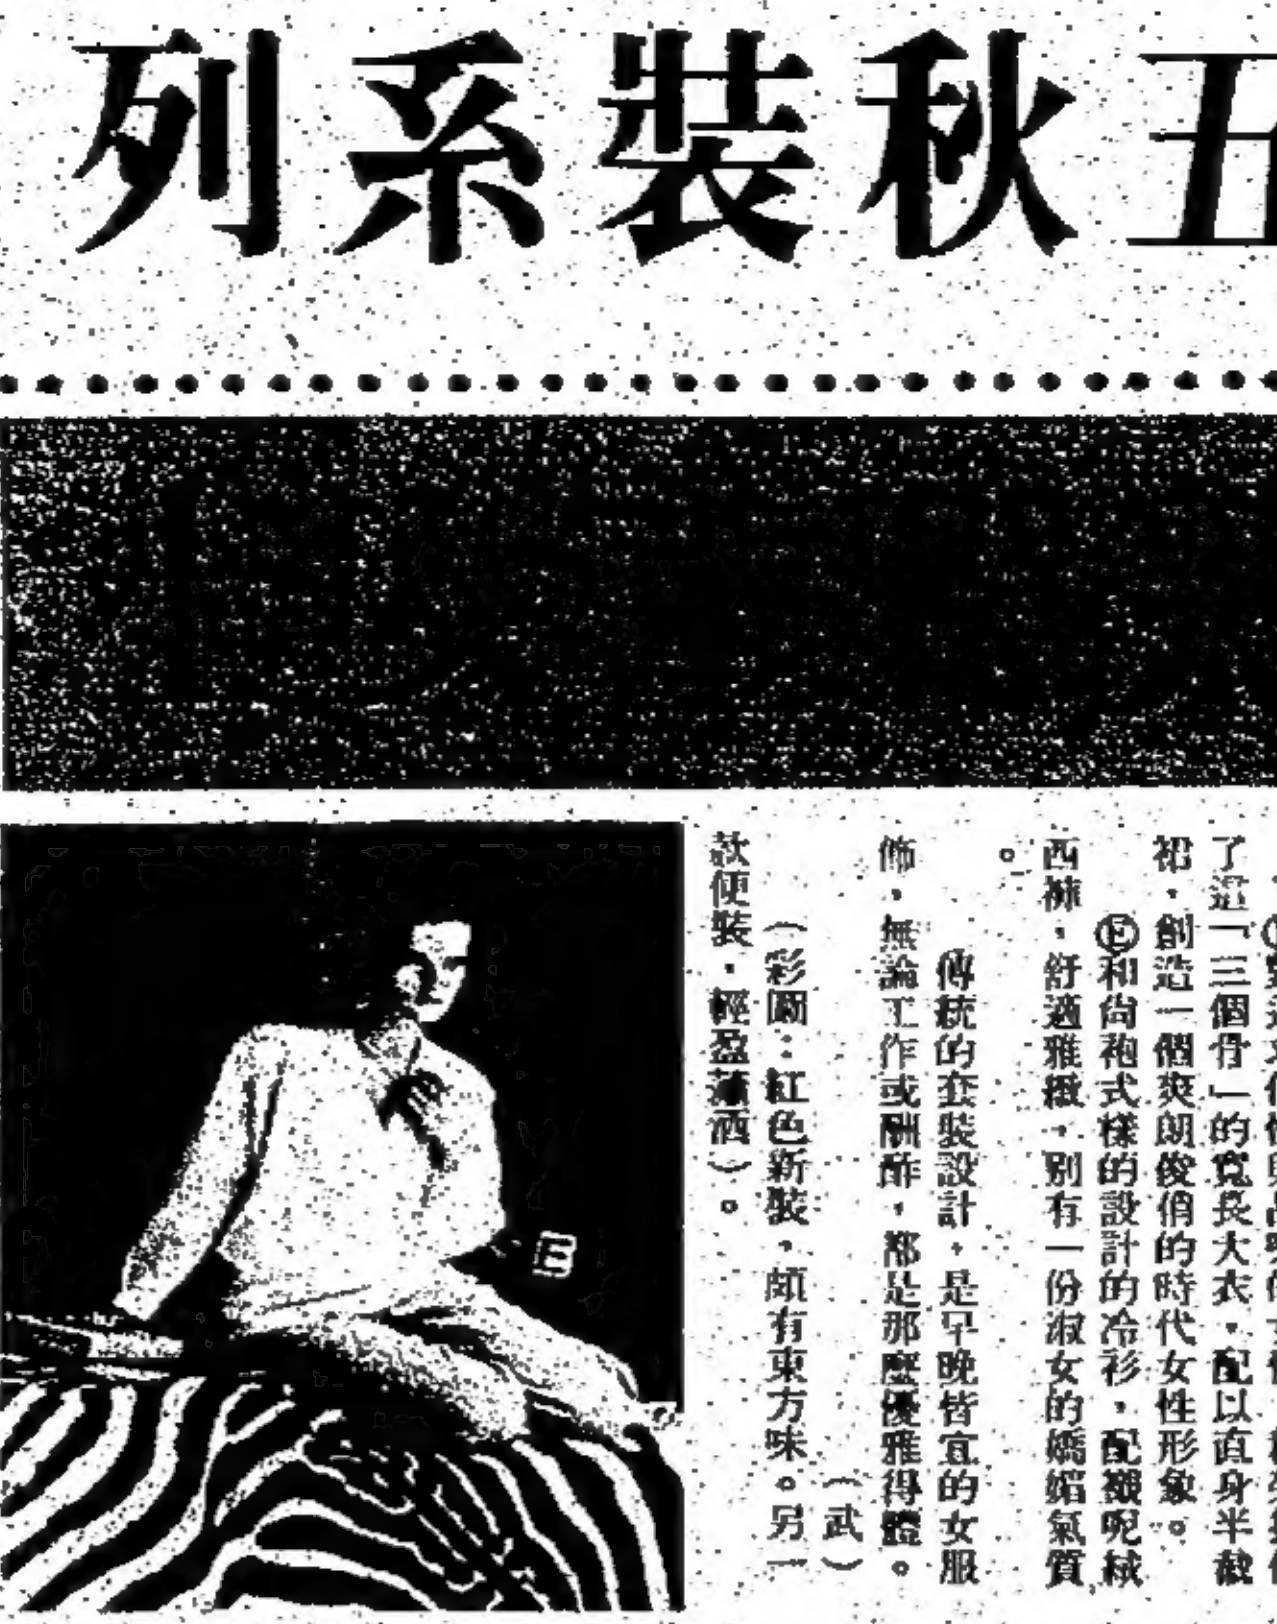 五秋裝系列
了這「三個骨」的寬長大衣，配以直身半截
裙，創造一個爽朗俊俏的時代女性形象。
Ⓔ和尚袍式樣的設計的冷衫，配襯呢絨
西褲，舒適雅緻，別有一份淑女的嬌媚氣質
。
傳統的套裝設計，是早晚皆宜的女服
飾，無論工作或酬酢，都是那麼優雅得體。
（武）
（彩圖：紅色新裝，頗有東方味。另一
款便裝，輕盈瀟洒）。
E